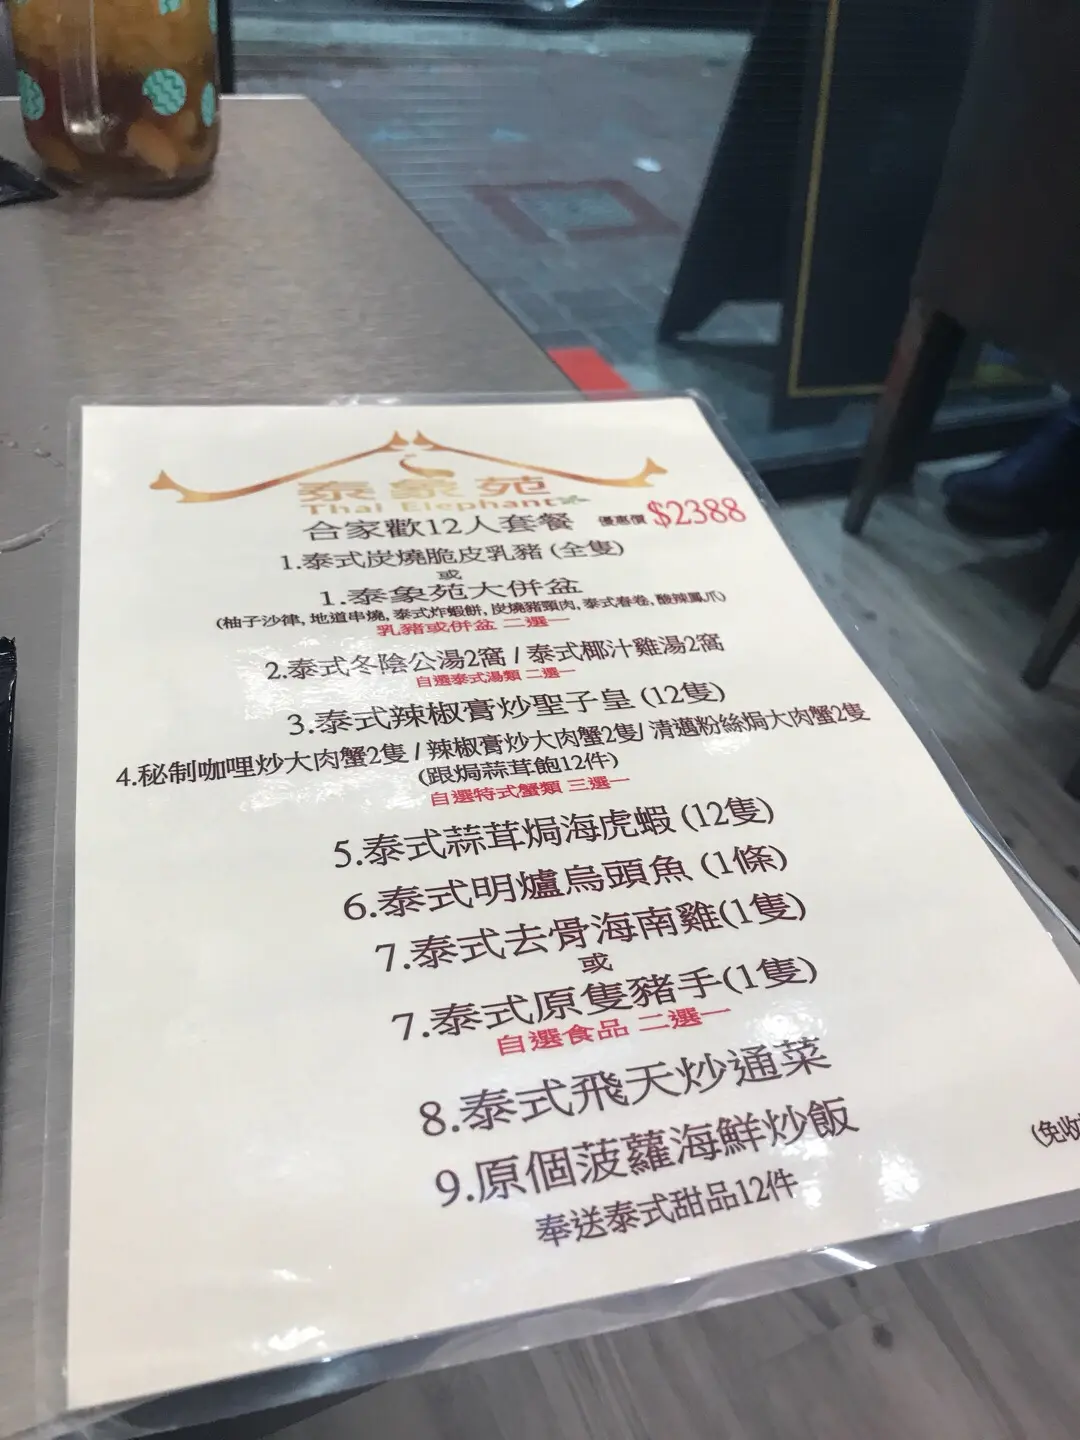 泰象苑
Thai Elephant
合家歡12人套餐 優惠價 $2388
1.泰式炭燒脆皮乳豬 (全隻)
或
1.泰象苑大併盆
(柚子沙律, 地道串燒, 泰式炸蝦餅, 炭燒豬頸肉, 泰式春卷, 酸辣鳳爪)
乳豬或併盆 二選一
2.泰式冬陰公湯2窩 / 泰式椰汁雞湯2窩
自選泰式湯類 二選一
3.泰式辣椒膏炒聖子皇 (12隻)
4.秘制咖哩炒大肉蟹2隻 / 辣椒膏炒大肉蟹2隻/ 清邁粉絲焗大肉蟹2隻
(跟焗蒜茸飽12件)
自選特式蟹類 三選一
5.泰式蒜茸焗海虎蝦 (12隻)
6.泰式明爐烏頭魚 (1條)
7.泰式去骨海南雞(1隻)
或
7.泰式原隻豬手(1隻)
自選食品 二選一
8.泰式飛天炒通菜
9.原個菠蘿海鮮炒飯
(免收
奉送泰式甜品12件